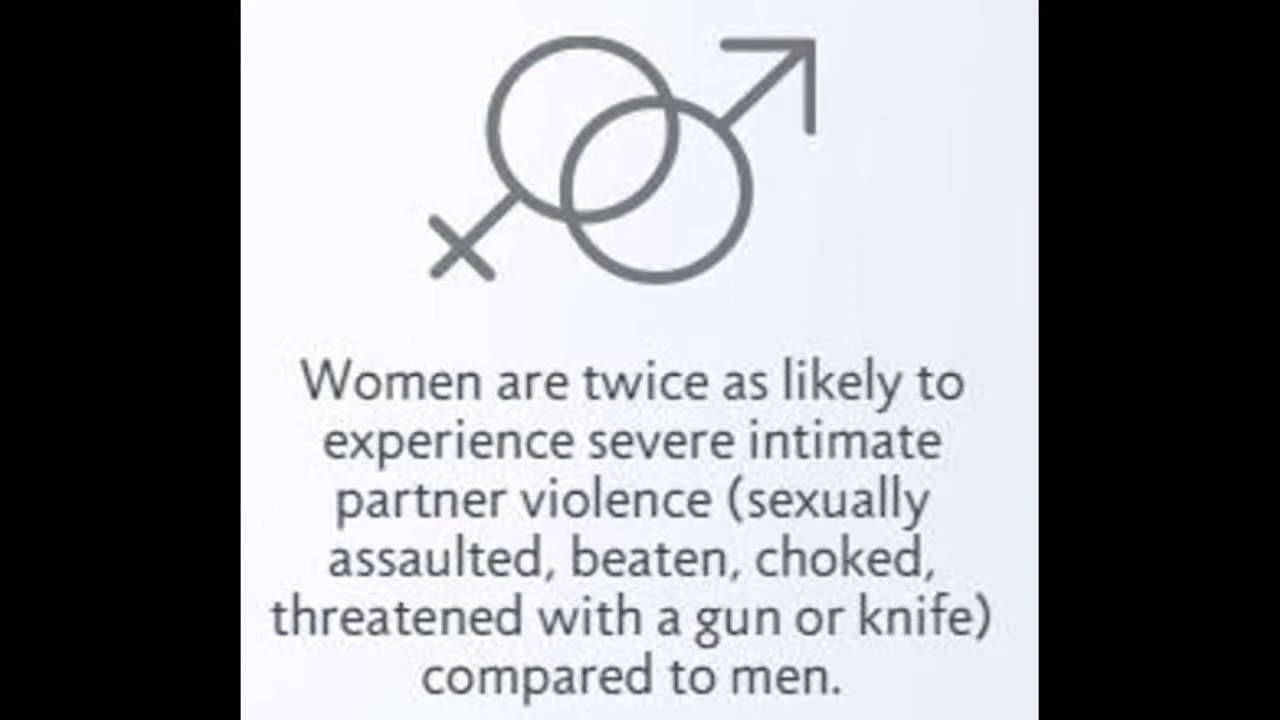 Women are twice as likely to
experience severe intimate
partner violence (sexually
assaulted, beaten, choked,
threatened with a gun or knife)
compared to men.